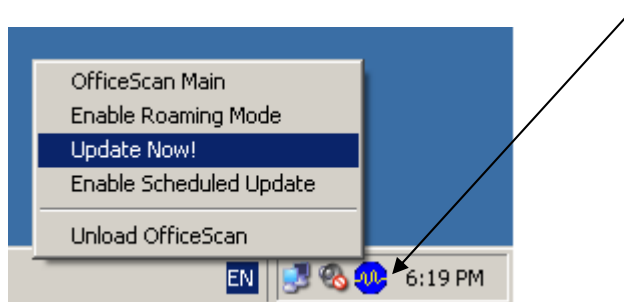 OfficeScan Main
Enable Roaming Mode
Update Now!
Enable Scheduled Update
Unload OfficeScan
EN 6:19 PM